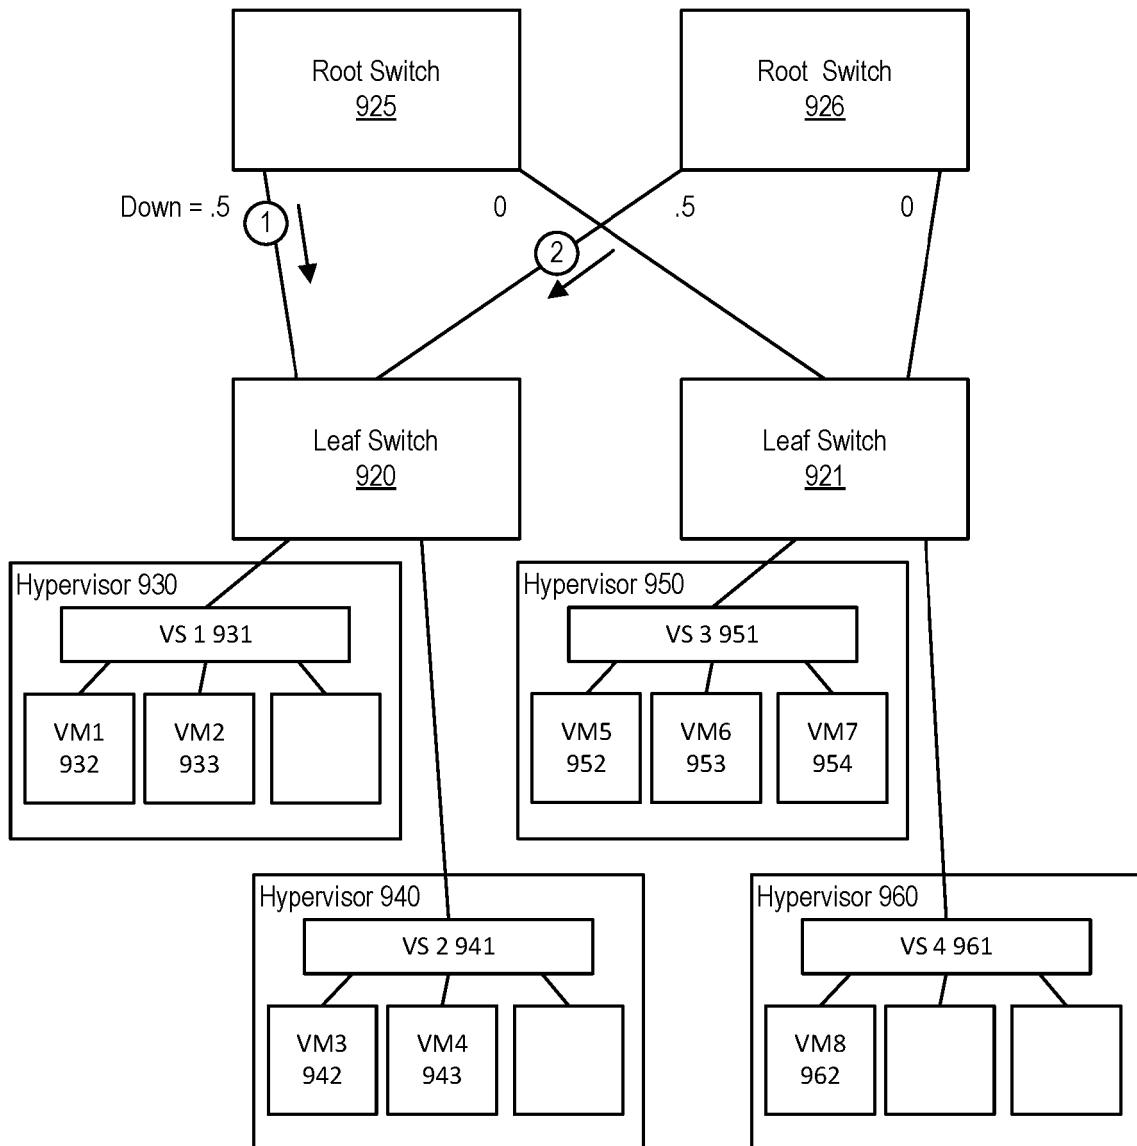 Root Switch
925
Root Switch
926
Down = .5
1
0
2
.5
0
Leaf Switch
920
Leaf Switch
921
Hypervisor 930
VS 1 931
VM1
932
VM2
933
Hypervisor 950
VS 3 951
VM5
952
VM6
953
VM7
954
Hypervisor 940
VS 2 941
VM3
942
VM4
943
Hypervisor 960
VS 4 961
VM8
962